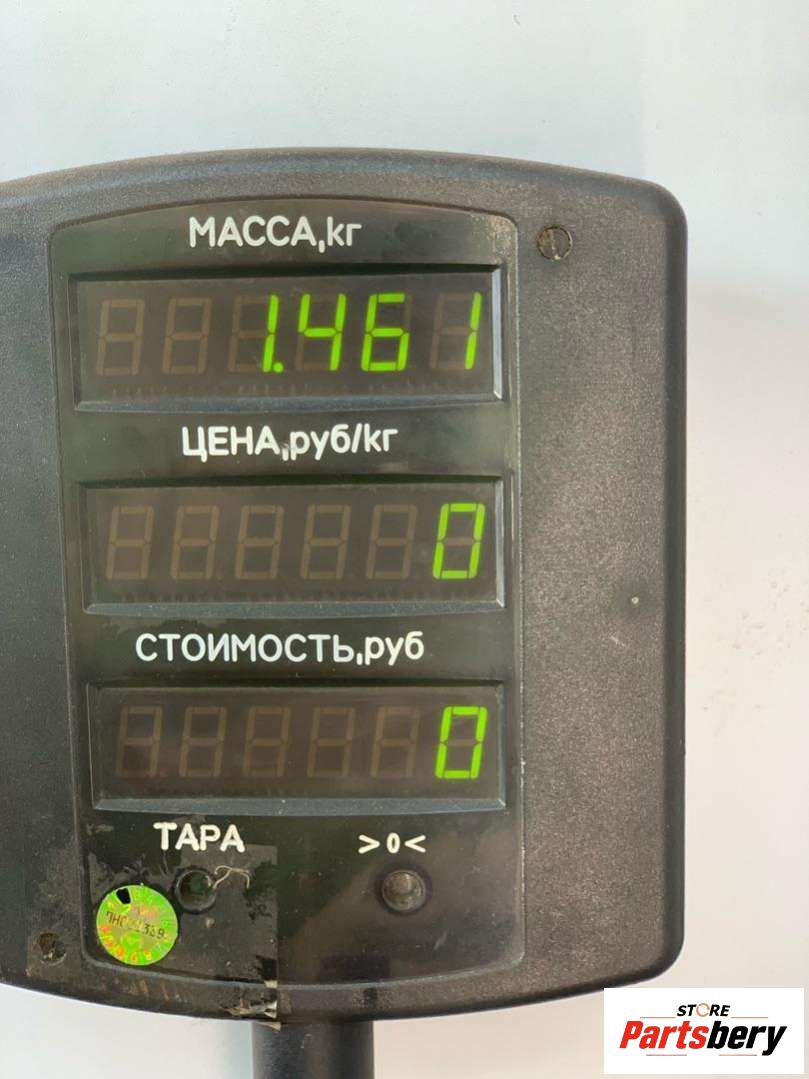 МАССА,кг
1.461
ЦЕНА,руб/кг
0
СТОИМОСТЬ,руб
0
ТАРА >0<
STORE
Partsbery